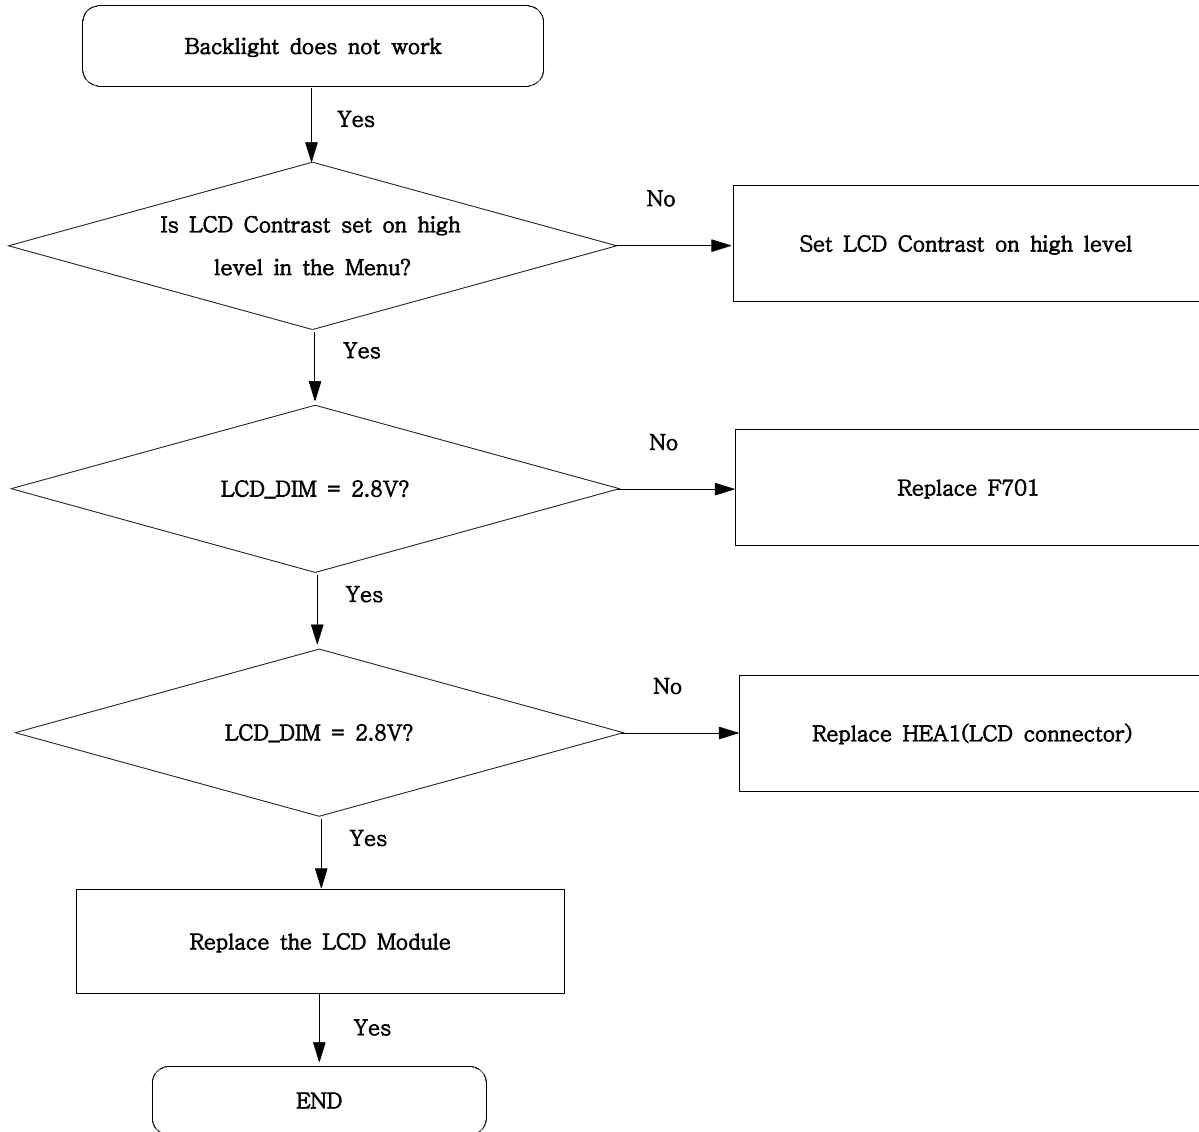 Backlight does not work
Yes
Is LCD Contrast set on high
level in the Menu?
No
Set LCD Contrast on high level
Yes
LCD_DIM = 2.8V?
No
Replace F701
Yes
LCD_DIM = 2.8V?
No
Replace HEA1(LCD connector)
Yes
Replace the LCD Module
Yes
END